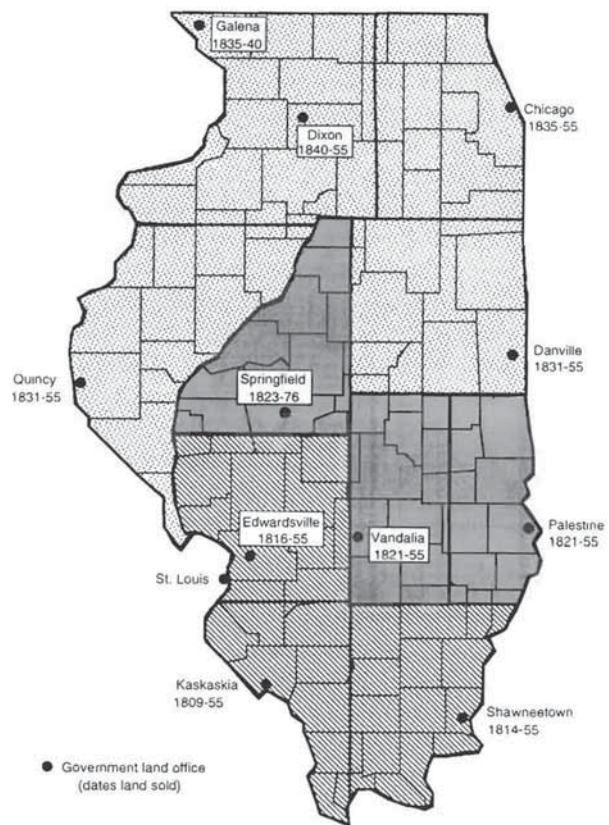 Galena
1835-40
Chicago
1835-55
Dixon
1840-55
Danville
1831-55
Quincy
1831-55
Springfield
1823-76
Edwardsville
1816-55
Vandalia
1821-55
Palestine
1821-55
St. Louis
Kaskaskia
1809-55
Shawneetown
1814-55
Government land office
(dates land sold)